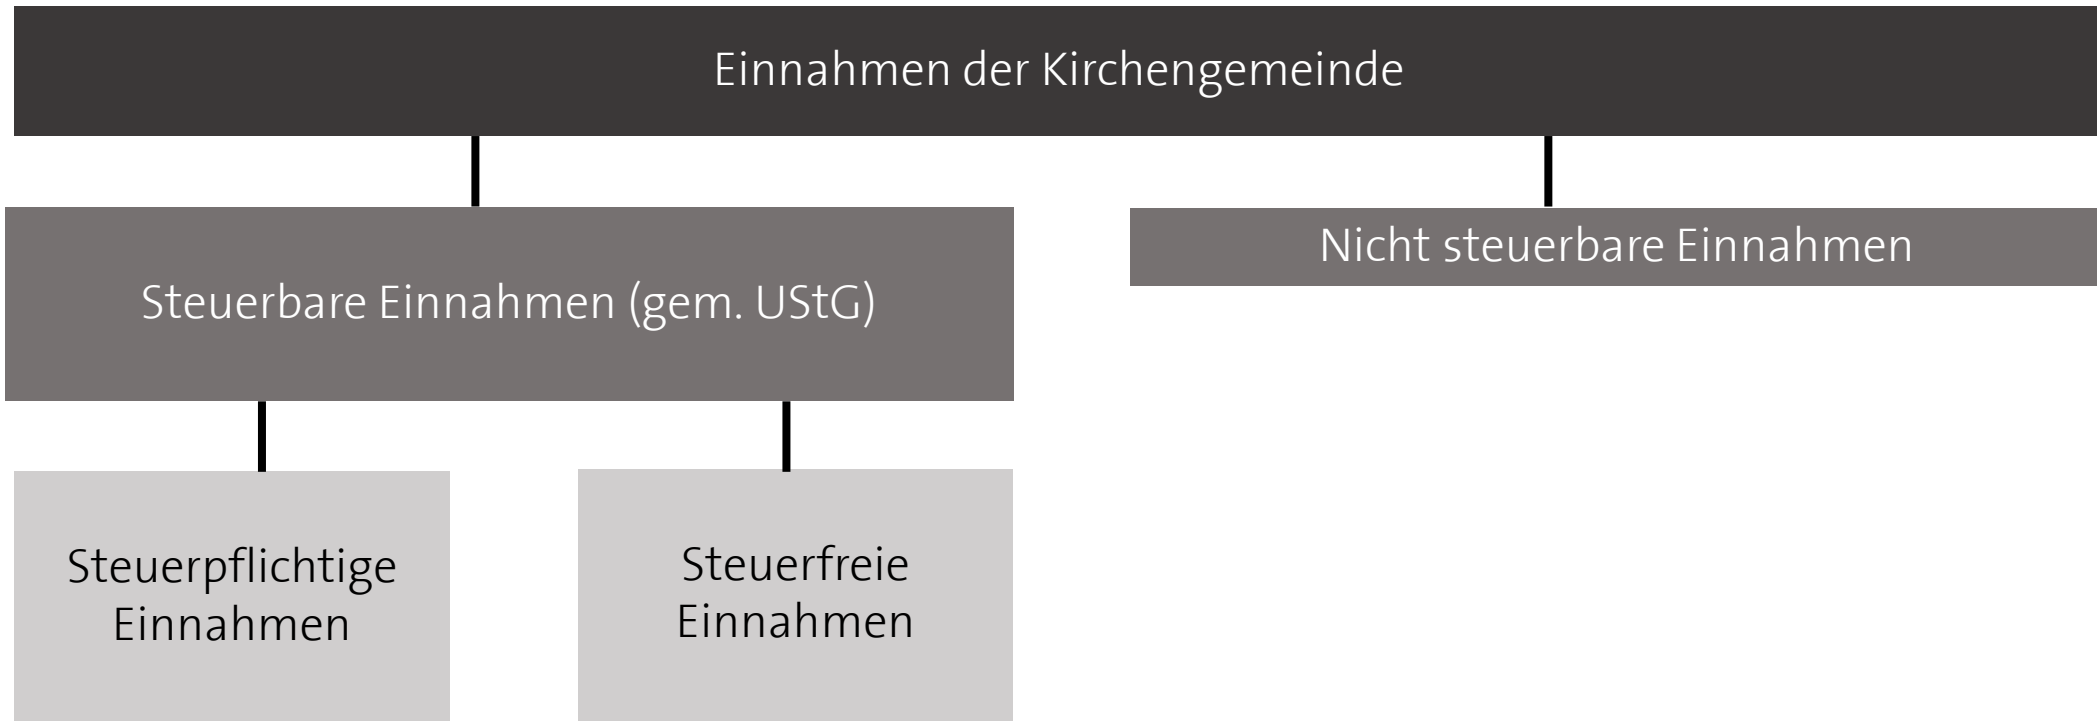 Einnahmen der Kirchengemeinde
Steuerbare Einnahmen (gem. UStG)
Nicht steuerbare Einnahmen
Steuerpflichtige
Einnahmen
Steuerfreie
Einnahmen